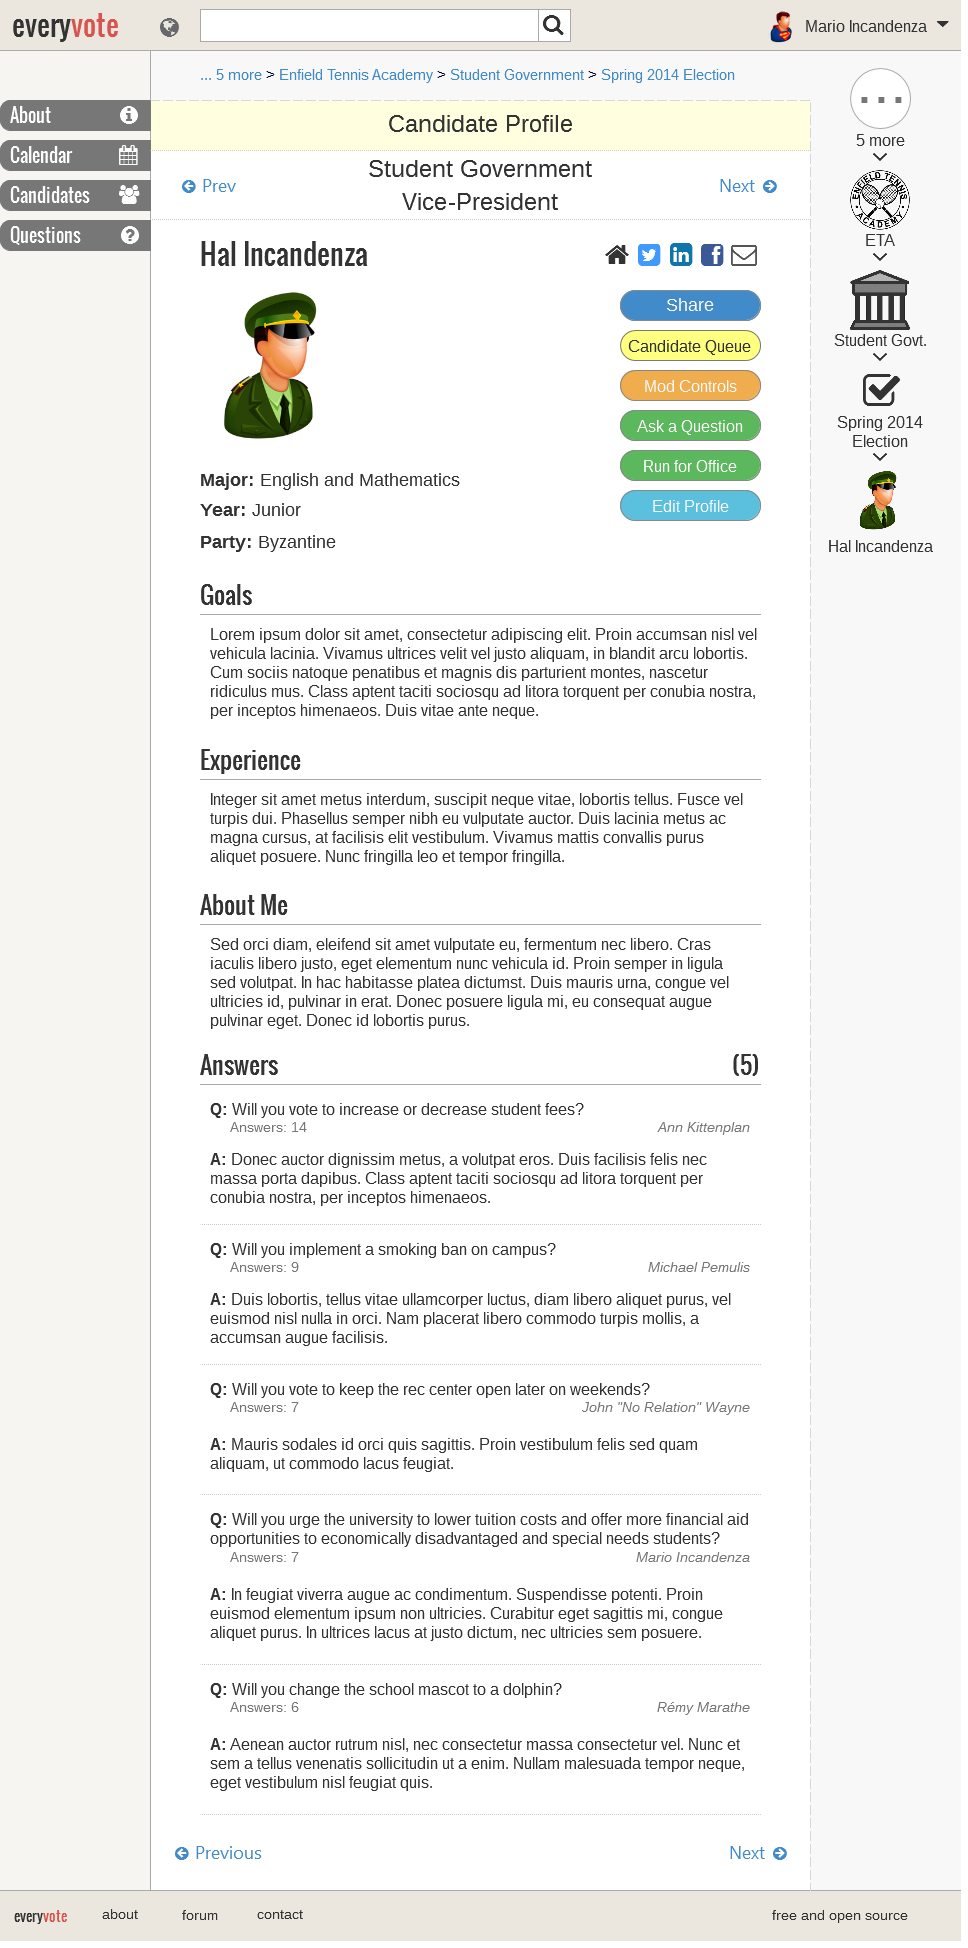 everyvote
Mario Incandenza
... 5 more > Enfield Tennis Academy > Student Government > Spring 2014 Election
About
Calendar
Candidates
Questions
Candidate Profile
Prev
Student Government
Vice-President
Next
Hal Incandenza
Share
Candidate Queue
Mod Controls
Ask a Question
Run for Office
Edit Profile
Major: English and Mathematics
Year: Junior
Party: Byzantine
Goals
Lorem ipsum dolor sit amet, consectetur adipiscing elit. Proin accumsan nisl vel
vehicula lacinia. Vivamus ultrices velit vel justo aliquam, in blandit arcu lobortis.
Cum sociis natoque penatibus et magnis dis parturient montes, nascetur
ridiculus mus. Class aptent taciti sociosqu ad litora torquent per conubia nostra,
per inceptos himenaeos. Duis vitae ante neque.
Experience
Integer sit amet metus interdum, suscipit neque vitae, lobortis tellus. Fusce vel
turpis dui. Phasellus semper nibh eu vulputate auctor. Duis lacinia metus ac
magna cursus, at facilisis elit vestibulum. Vivamus mattis convallis purus
aliquet posuere. Nunc fringilla leo et tempor fringilla.
About Me
Sed orci diam, eleifend sit amet vulputate eu, fermentum nec libero. Cras
iaculis libero justo, eget elementum nunc vehicula id. Proin semper in ligula
sed volutpat. In hac habitasse platea dictumst. Duis mauris urna, congue vel
ultricies id, pulvinar in erat. Donec posuere ligula mi, eu consequat augue
pulvinar eget. Donec id lobortis purus.
Answers (5)
Q: Will you vote to increase or decrease student fees?
Answers: 14 Ann Kittenplan
A: Donec auctor dignissim metus, a volutpat eros. Duis facilisis felis nec
massa porta dapibus. Class aptent taciti sociosqu ad litora torquent per
conubia nostra, per inceptos himenaeos.
Q: Will you implement a smoking ban on campus?
Answers: 9 Michael Pemulis
A: Duis lobortis, tellus vitae ullamcorper luctus, diam libero aliquet purus, vel
euismod nisl nulla in orci. Nam placerat libero commodo turpis mollis, a
accumsan augue facilisis.
Q: Will you vote to keep the rec center open later on weekends?
Answers: 7 John "No Relation" Wayne
A: Mauris sodales id orci quis sagittis. Proin vestibulum felis sed quam
aliquam, ut commodo lacus feugiat.
Q: Will you urge the university to lower tuition costs and offer more financial aid
opportunities to economically disadvantaged and special needs students?
Answers: 7 Mario Incandenza
A: In feugiat viverra augue ac condimentum. Suspendisse potenti. Proin
euismod elementum ipsum non ultricies. Curabitur eget sagittis mi, congue
aliquet purus. In ultrices lacus at justo dictum, nec ultricies sem posuere.
Q: Will you change the school mascot to a dolphin?
Answers: 6 Rémy Marathe
A: Aenean auctor rutrum nisl, nec consectetur massa consectetur vel. Nunc et
sem a tellus venenatis sollicitudin ut a enim. Nullam malesuada tempor neque,
eget vestibulum nisl feugiat quis.
Previous
Next
5 more
ENFIELD TENNIS
ACADEMY
ETA
Student Govt.
Spring 2014
Election
Hal Incandenza
everyvote about forum contact free and open source